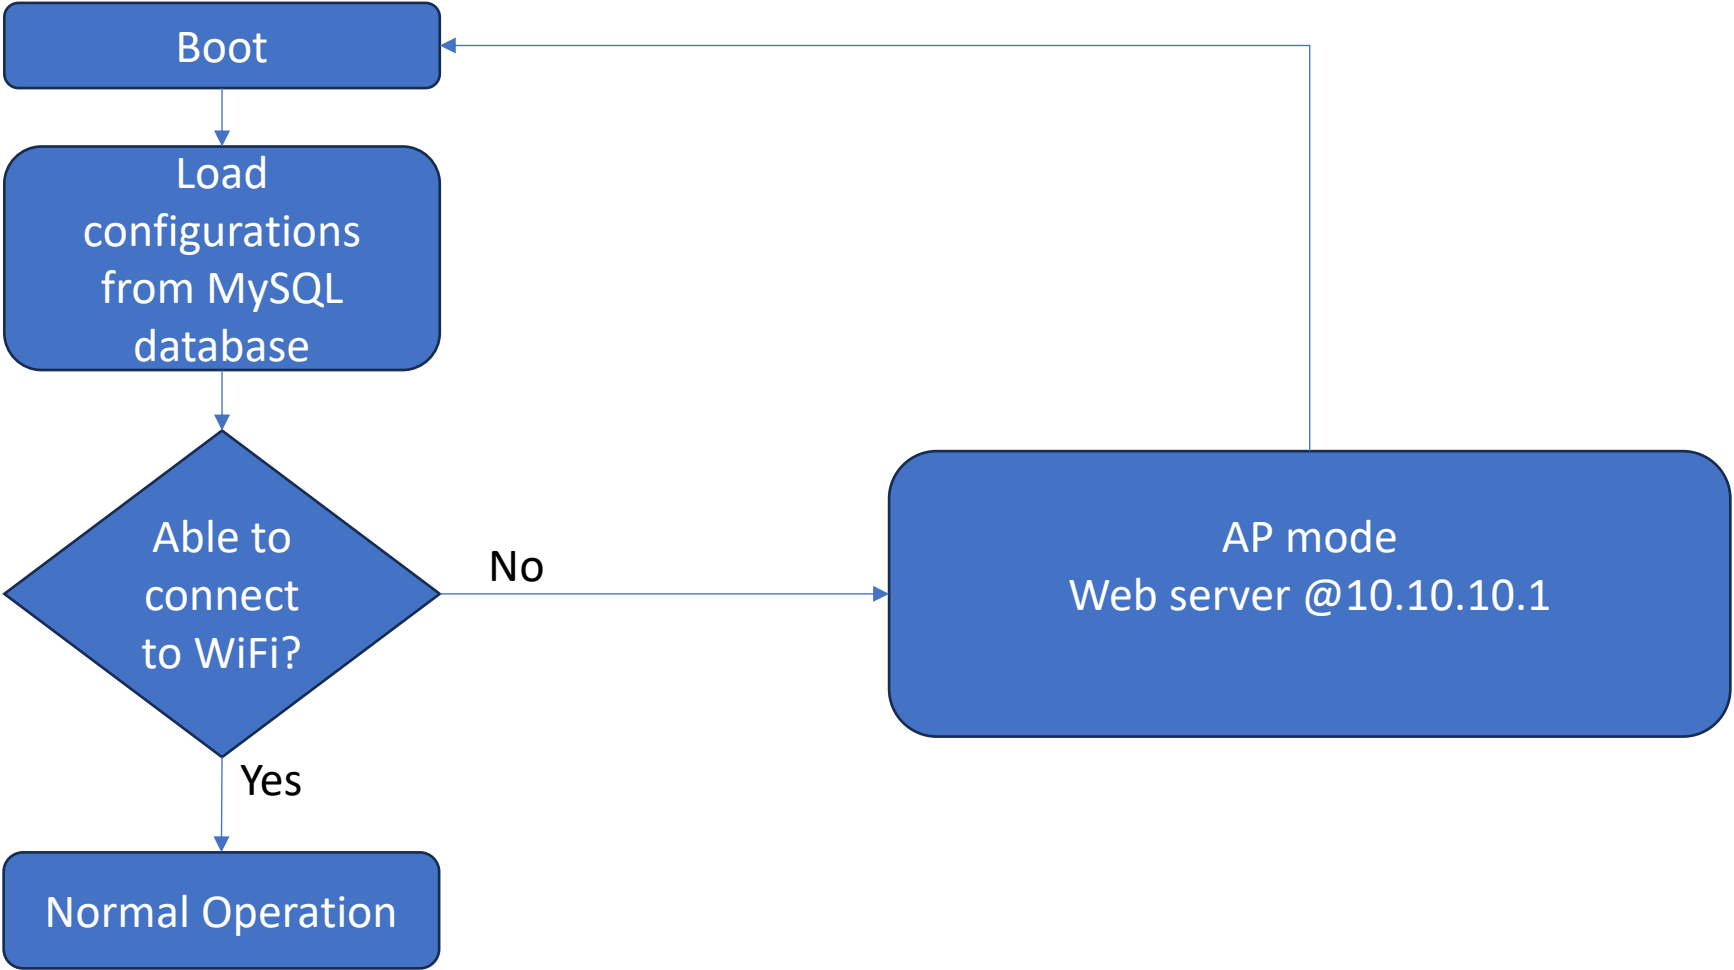 Boot
Load
configurations
from MySQL
database
Able to
connect
to WiFi?
No
AP mode
Web server @10.10.10.1
Yes
Normal Operation